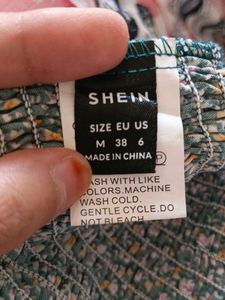 SHEIN
SIZE EU US
M 38 6
MADE IN CHINA
WASH WITH LIKE
COLORS.MACHINE
WASH COLD.
GENTLE CYCLE.DO
NOT BLEACH